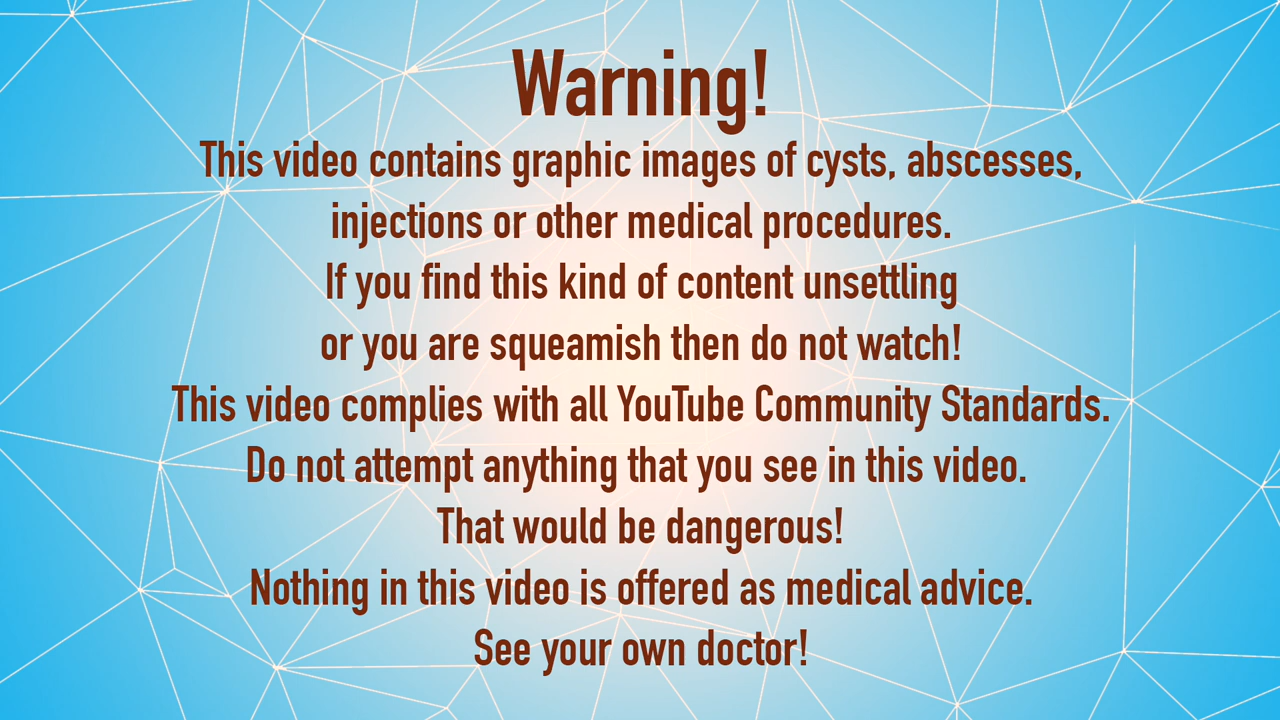 Warning!
This video contains graphic images of cysts, abscesses,
injections or other medical procedures.
If you find this kind of content unsettling
or you are squeamish then do not watch!
This video complies with all YouTube Community Standards.
Do not attempt anything that you see in this video.
That would be dangerous!
Nothing in this video is offered as medical advice.
See your own doctor!